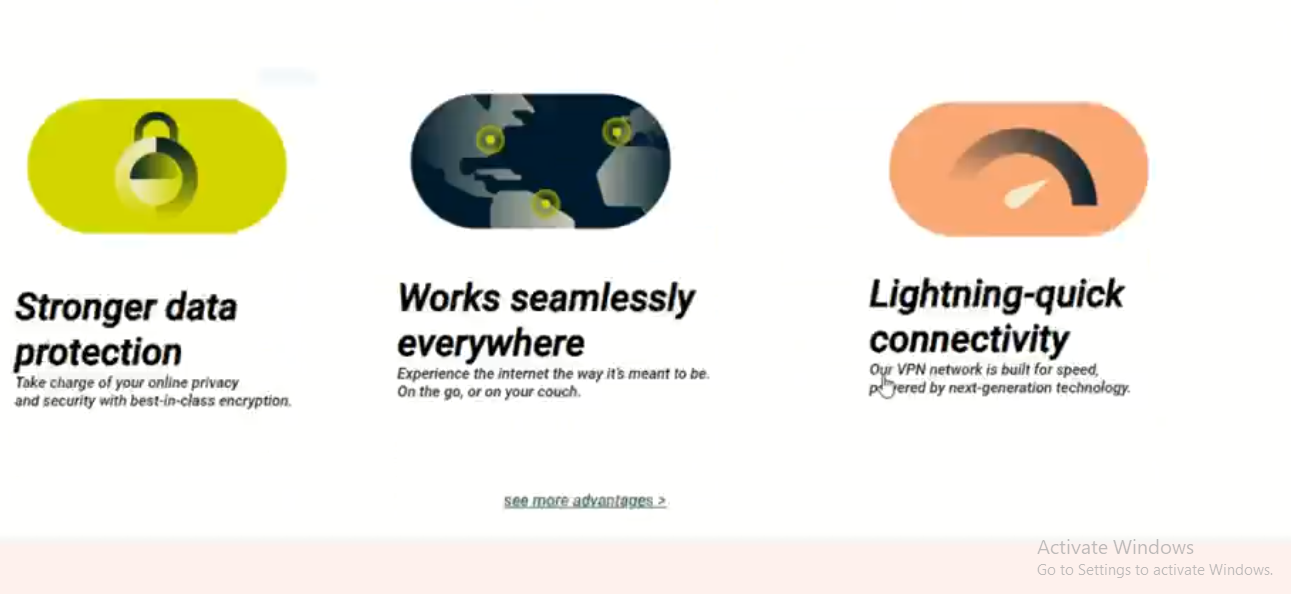 Stronger data
protection
Take charge of your online privacy
and security with best-in-class encryption.
Works seamlessly
everywhere
Experience the internet the way it's meant to be.
On the go, or on your couch.
Lightning-quick
connectivity
Our VPN network is built for speed,
powered by next-generation technology.
see more advantages >
Activate Windows
Go to Settings to activate Windows.